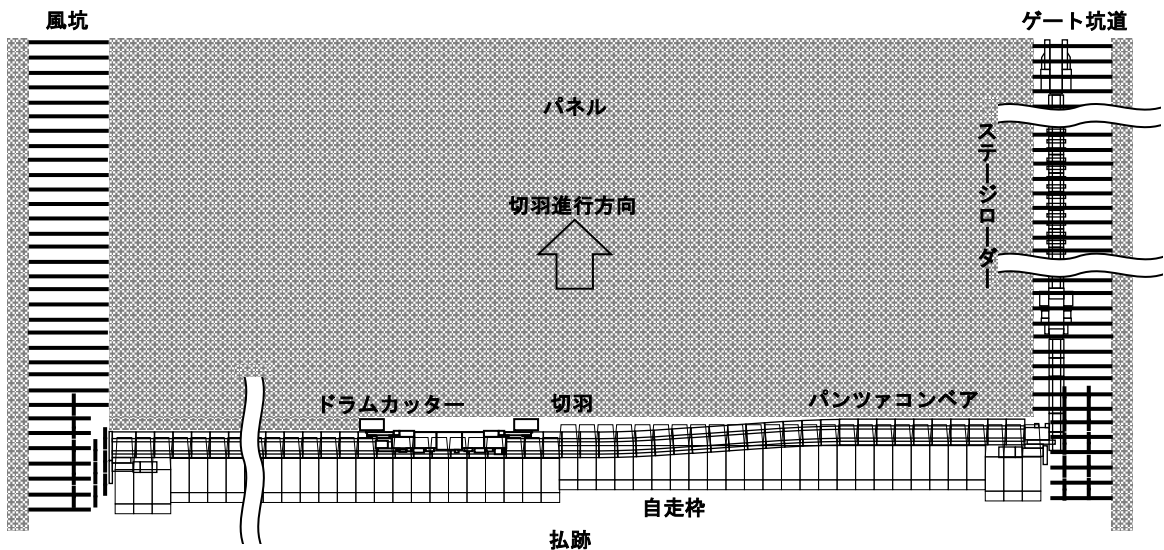 風坑
ゲート坑道
パネル
ステージローダー
切羽進行方向
ドラムカッター
切羽
パンツァコンベア
自走枠
払跡